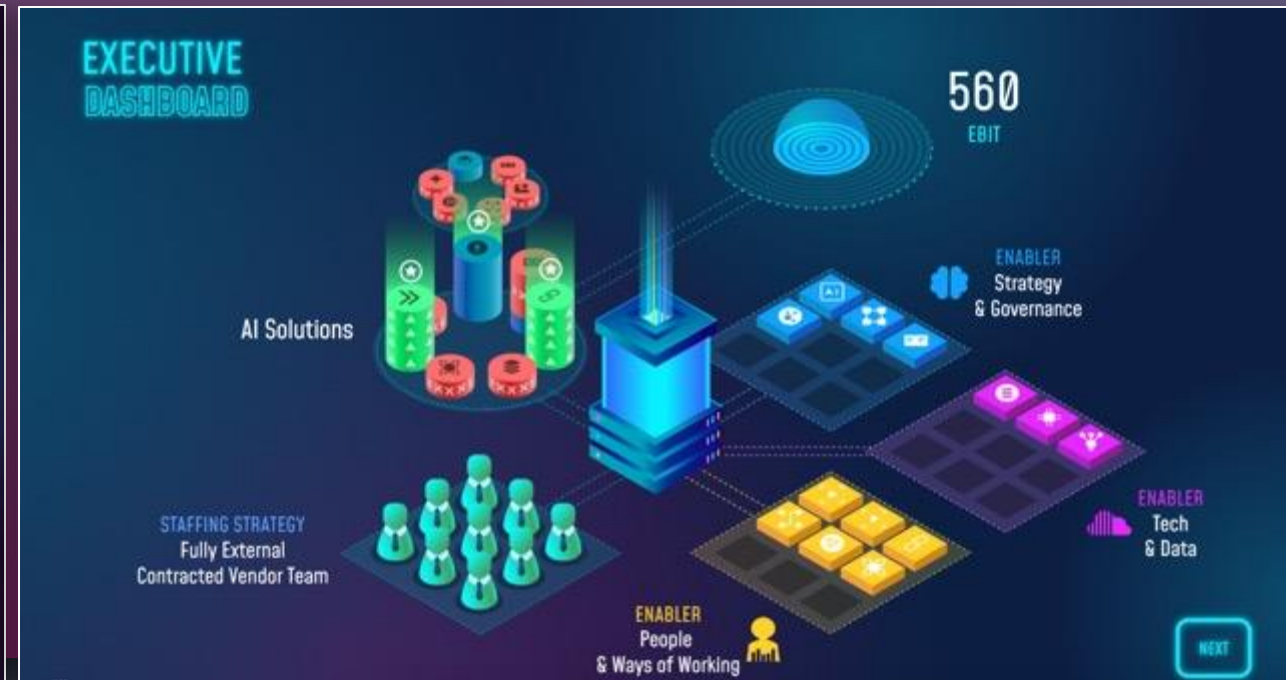 EXECUTIVE
DASHBOARD
560
EBIT
ENABLER
Strategy
& Governance
AI Solutions
AI
STAFFING STRATEGY
Fully External
Contracted Vendor Team
ENABLER
Tech
& Data
ENABLER
People
& Ways of Working
NEXT